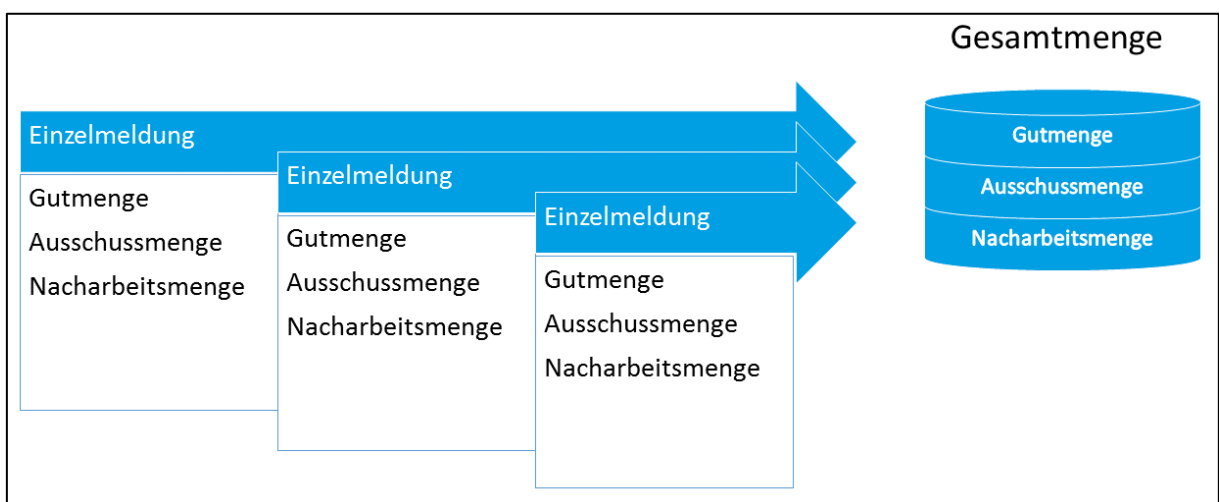 Gesamtmenge
Einzelmeldung
Gutmenge
Ausschussmenge
Nacharbeitsmenge
Einzelmeldung
Gutmenge
Ausschussmenge
Nacharbeitsmenge
Einzelmeldung
Gutmenge
Ausschussmenge
Nacharbeitsmenge
Gutmenge
Ausschussmenge
Nacharbeitsmenge